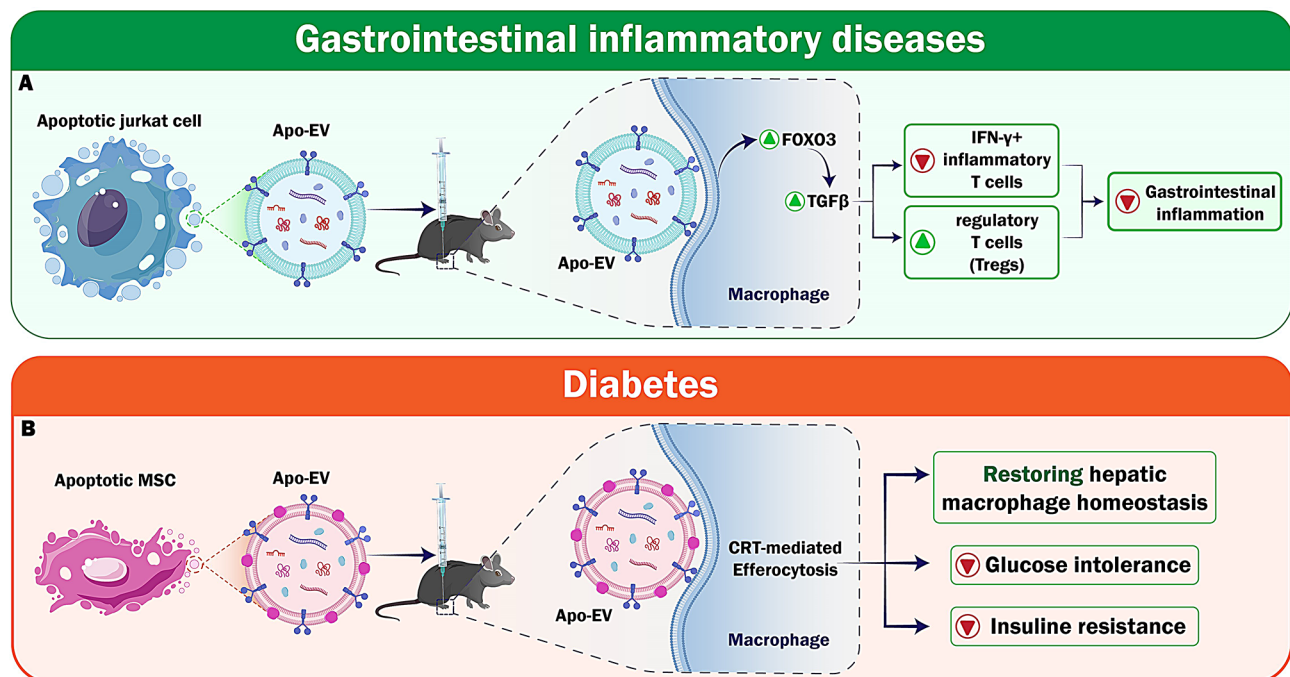 Gastrointestinal inflammatory diseases
A
Apoptotic jurkat cell
Apo-EV
Apo-EV
Macrophage
FOXO3
TGFβ
IFN-γ+
inflammatory
T cells
regulatory
T cells
(Tregs)
Gastrointestinal
inflammation
Diabetes
B
Apoptotic MSC
Apo-EV
Apo-EV
CRT-mediated
Efferocytosis
Macrophage
Restoring hepatic
macrophage homeostasis
Glucose intolerance
Insuline resistance